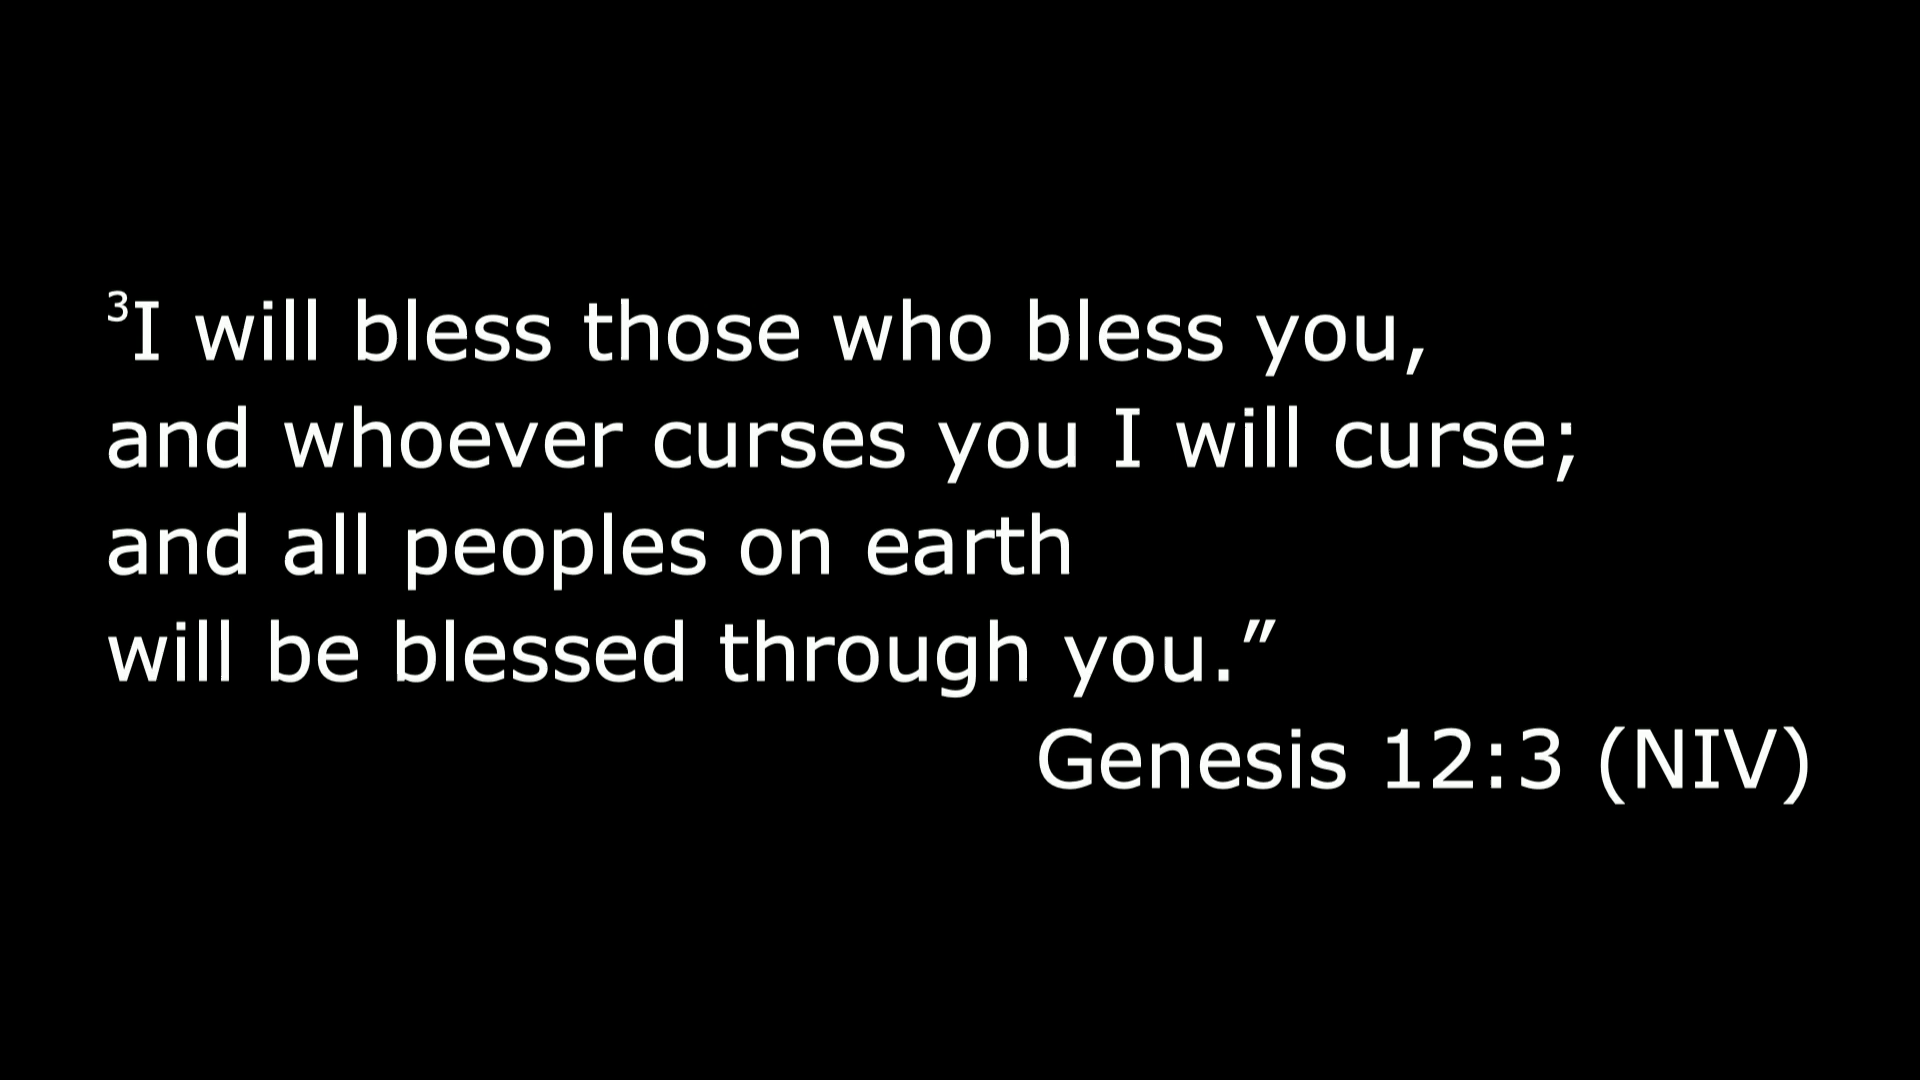 ³I will bless those who bless you,
and whoever curses you I will curse;
and all peoples on earth
will be blessed through you.”
Genesis 12:3 (NIV)